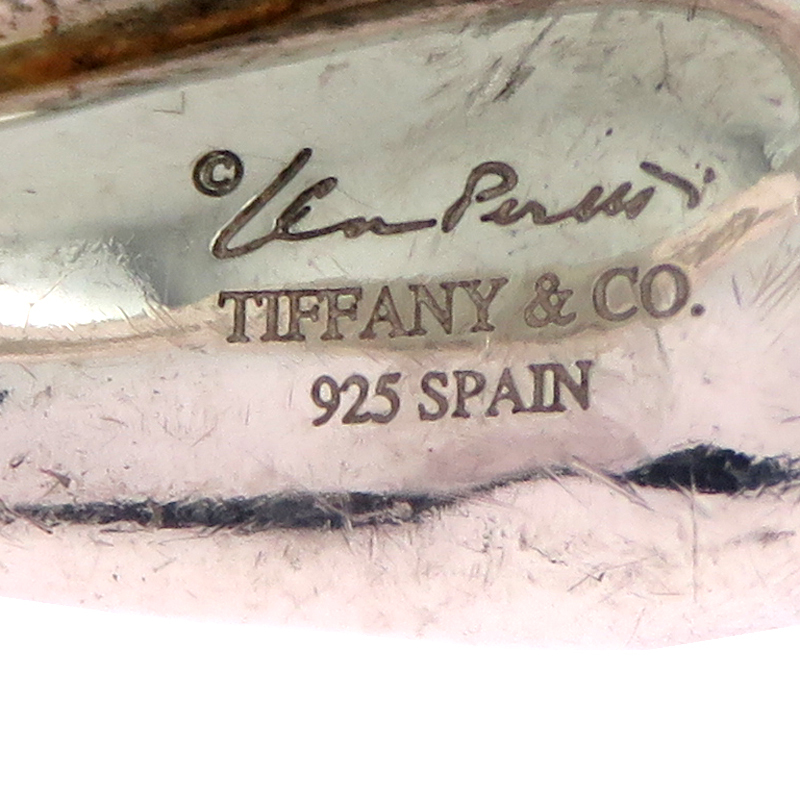 © Elsa Peretti
TIFFANY & CO.
925 SPAIN